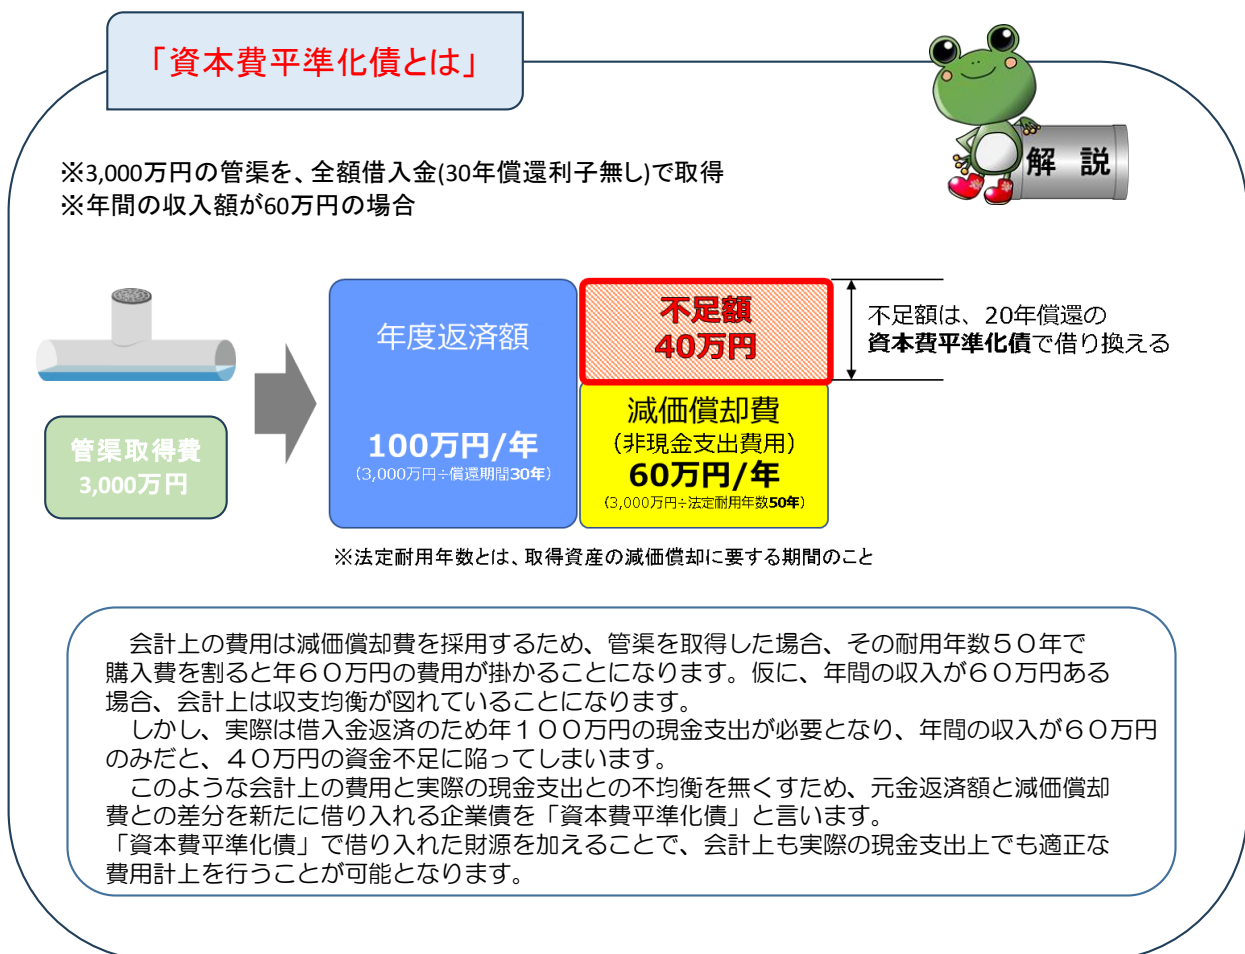 「資本費平準化債とは」
解 説
※3,000万円の管渠を、全額借入金(30年償還利子無し)で取得
※年間の収入額が60万円の場合
管渠取得費
3,000万円
年度返済額
100万円/年
(3,000万円÷償還期間30年)
不足額
40万円
減価償却費
(非現金支出費用)
60万円/年
(3,000万円÷法定耐用年数50年)
不足額は、20年償還の
資本費平準化債で借り換える
※法定耐用年数とは、取得資産の減価償却に要する期間のこと
会計上の費用は減価償却費を採用するため、管渠を取得した場合、その耐用年数５０年で
購入費を割ると年６０万円の費用が掛かることになります。仮に、年間の収入が６０万円ある
場合、会計上は収支均衡が図れていることになります。
しかし、実際は借入金返済のため年１００万円の現金支出が必要となり、年間の収入が６０万円
のみだと、４０万円の資金不足に陥ってしまいます。
このような会計上の費用と実際の現金支出との不均衡を無くすため、元金返済額と減価償却
費との差分を新たに借り入れる企業債を「資本費平準化債」と言います。
「資本費平準化債」で借り入れた財源を加えることで、会計上も実際の現金支出上でも適正な
費用計上を行うことが可能となります。